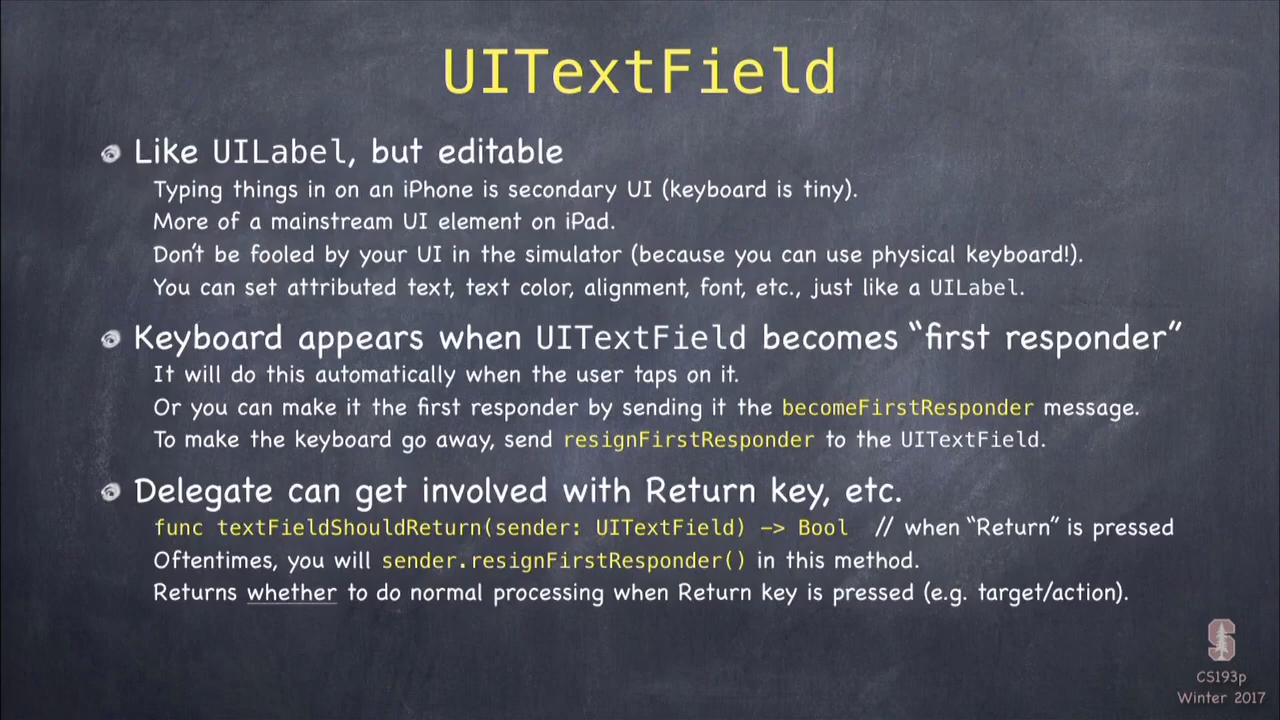 UITextField
Like UILabel, but editable
Typing things in on an iPhone is secondary UI (keyboard is tiny).
More of a mainstream UI element on iPad.
Don't be fooled by your UI in the simulator (because you can use physical keyboard!).
You can set attributed text, text color, alignment, font, etc., just like a UILabel.
Keyboard appears when UITextField becomes “first responder”
It will do this automatically when the user taps on it.
Or you can make it the first responder by sending it the becomeFirstResponder message.
To make the keyboard go away, send resignFirstResponder to the UITextField.
Delegate can get involved with Return key, etc.
func textFieldShouldReturn(sender: UITextField) -> Bool // when “Return” is pressed
Oftentimes, you will sender.resignFirstResponder() in this method.
Returns whether to do normal processing when Return key is pressed (e.g. target/action).
S
CS193p
Winter 2017